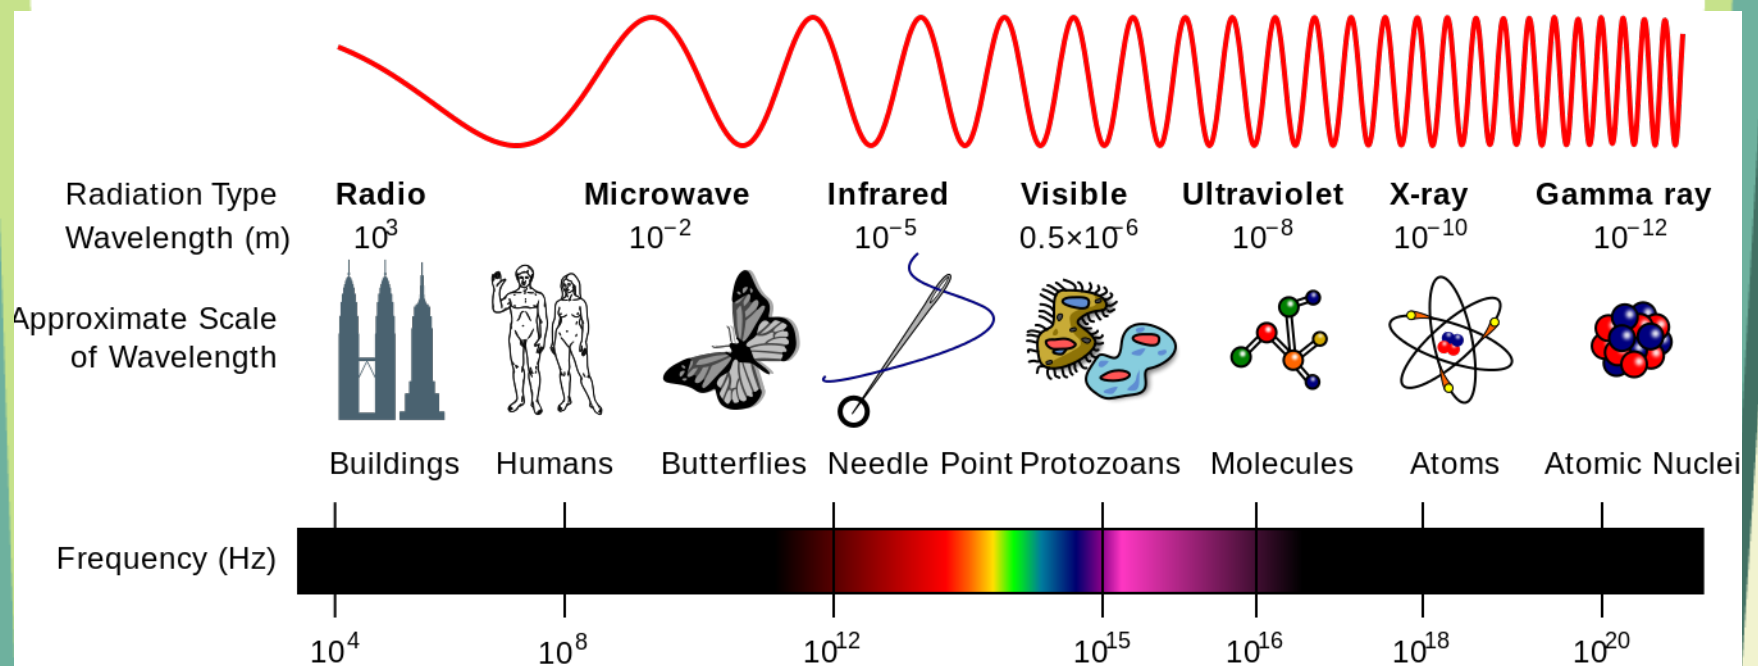 Radiation Type Radio Microwave Infrared Visible Ultraviolet X-ray Gamma ray
Wavelength (m) 10³ 10⁻² 10⁻⁵ 0.5×10⁻⁶ 10⁻⁸ 10⁻¹⁰ 10⁻¹²
Approximate Scale
of Wavelength
Buildings Humans Butterflies Needle Point Protozoans Molecules Atoms Atomic Nuclei
Frequency (Hz)
10⁴ 10⁸ 10¹² 10¹⁵ 10¹⁶ 10¹⁸ 10²⁰